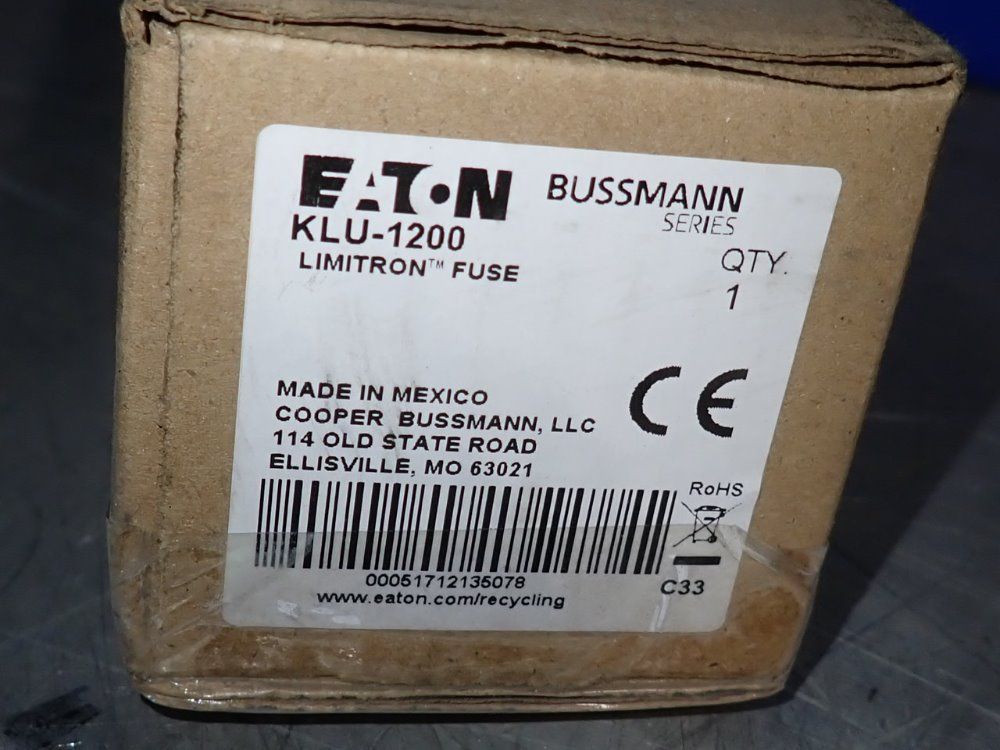 EATON
BUSSMANN
SERIES
KLU-1200
LIMITRON™ FUSE
QTY.
1
MADE IN MEXICO
COOPER BUSSMANN, LLC
114 OLD STATE ROAD
ELLISVILLE, MO 63021
CE
RoHS
00051712135078
www.eaton.com/recycling
C33